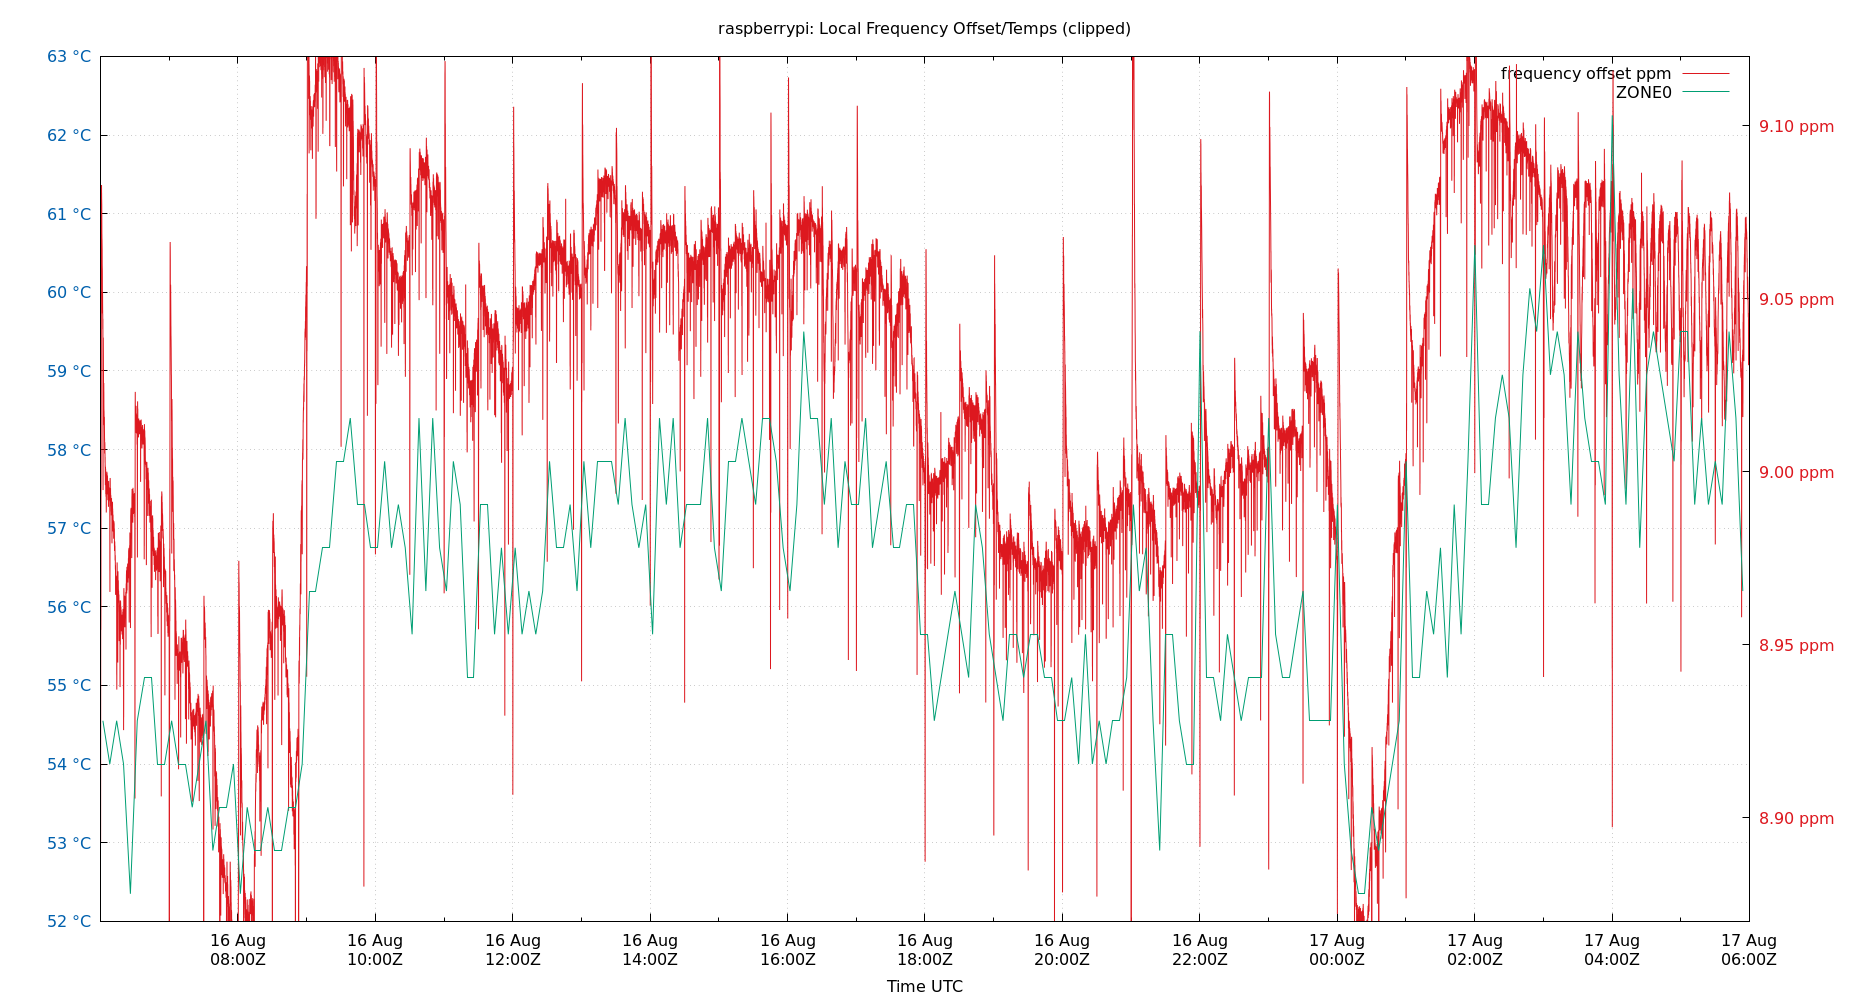 raspberrypi: Local Frequency Offset/Temps (clipped)
frequency offset ppm
ZONE0
63 °C
62 °C
61 °C
60 °C
59 °C
58 °C
57 °C
56 °C
55 °C
54 °C
53 °C
52 °C
9.10 ppm
9.05 ppm
9.00 ppm
8.95 ppm
8.90 ppm
16 Aug 16 Aug 16 Aug 16 Aug 16 Aug 16 Aug 16 Aug 16 Aug 17 Aug 17 Aug 17 Aug 17 Aug
08:00Z 10:00Z 12:00Z 14:00Z 16:00Z 18:00Z 20:00Z 22:00Z 00:00Z 02:00Z 04:00Z 06:00Z
Time UTC